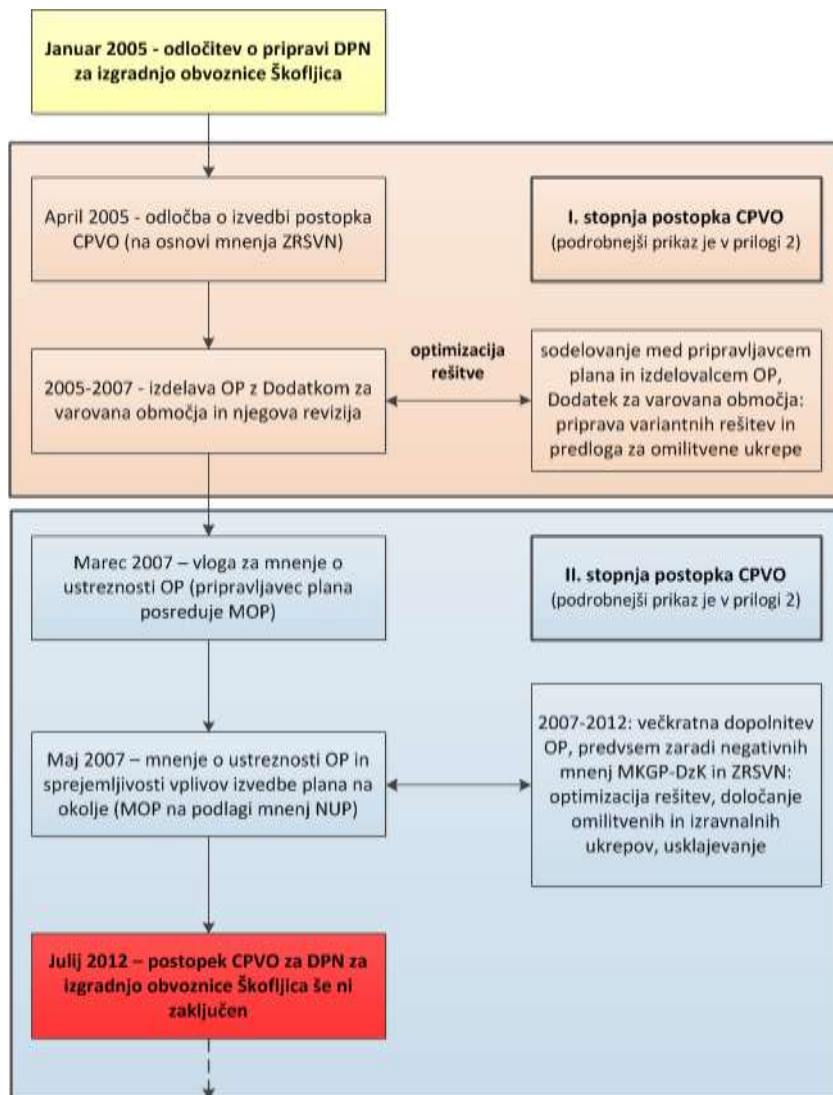 Januar 2005 - odločitev o pripravi DPN
za izgradnjo obvoznice Škofljica
April 2005 - odločba o izvedbi postopka
CPVO (na osnovi mnenja ZRSVN)
I. stopnja postopka CPVO
(podrobnejši prikaz je v prilogi 2)
2005-2007 - izdelava OP z Dodatkom za
varovana območja in njegova revizija
optimizacija
rešitve
sodelovanje med pripravljavcem
plana in izdelovalcem OP,
Dodatek za varovana območja:
priprava variantnih rešitev in
predloga za omilitvene ukrepe
Marec 2007 – vloga za mnenje o
ustreznosti OP (pripravljavec plana
posreduje MOP)
II. stopnja postopka CPVO
(podrobnejši prikaz je v prilogi 2)
Maj 2007 – mnenje o ustreznosti OP in
sprejemljivosti vplivov izvedbe plana na
okolje (MOP na podlagi mnenj NUP)
2007-2012: večkratna dopolnitev
OP, predvsem zaradi negativnih
mnenj MKGP-DzK in ZRSVN:
optimizacija rešitev, določanje
omilitvenih in izravnalnih
ukrepov, usklajevanje
Julij 2012 – postopek CPVO za DPN za
izgradnjo obvoznice Škofljica še ni
zaključen